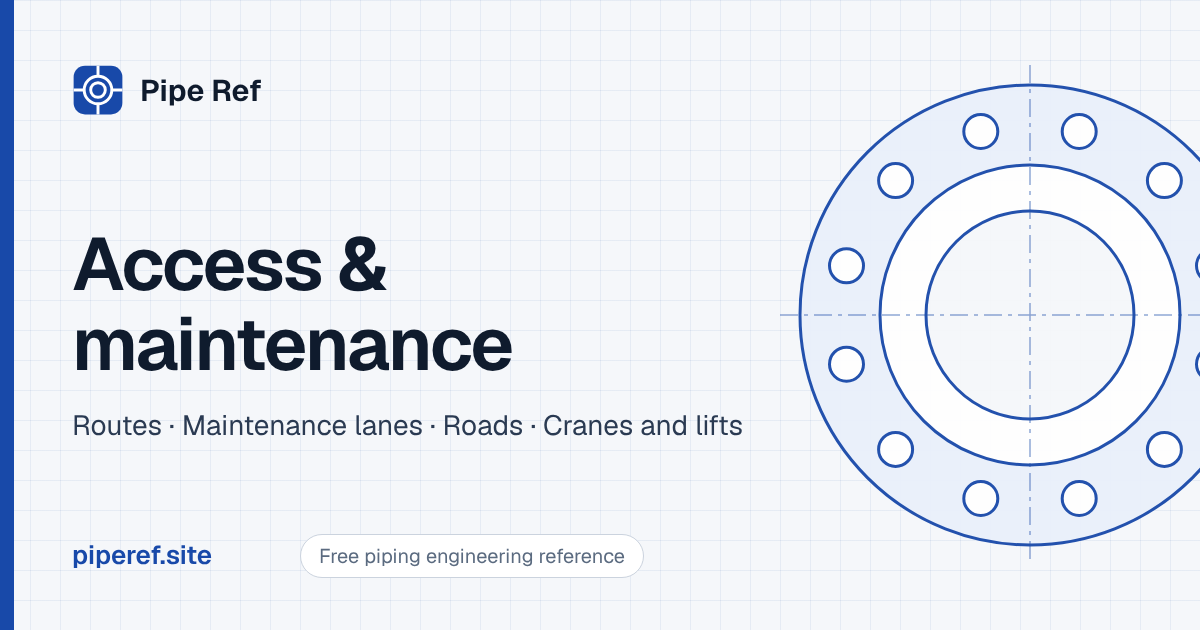 Pipe Ref
Access &
maintenance
Routes · Maintenance lanes · Roads · Cranes and lifts
piperef.site
Free piping engineering reference